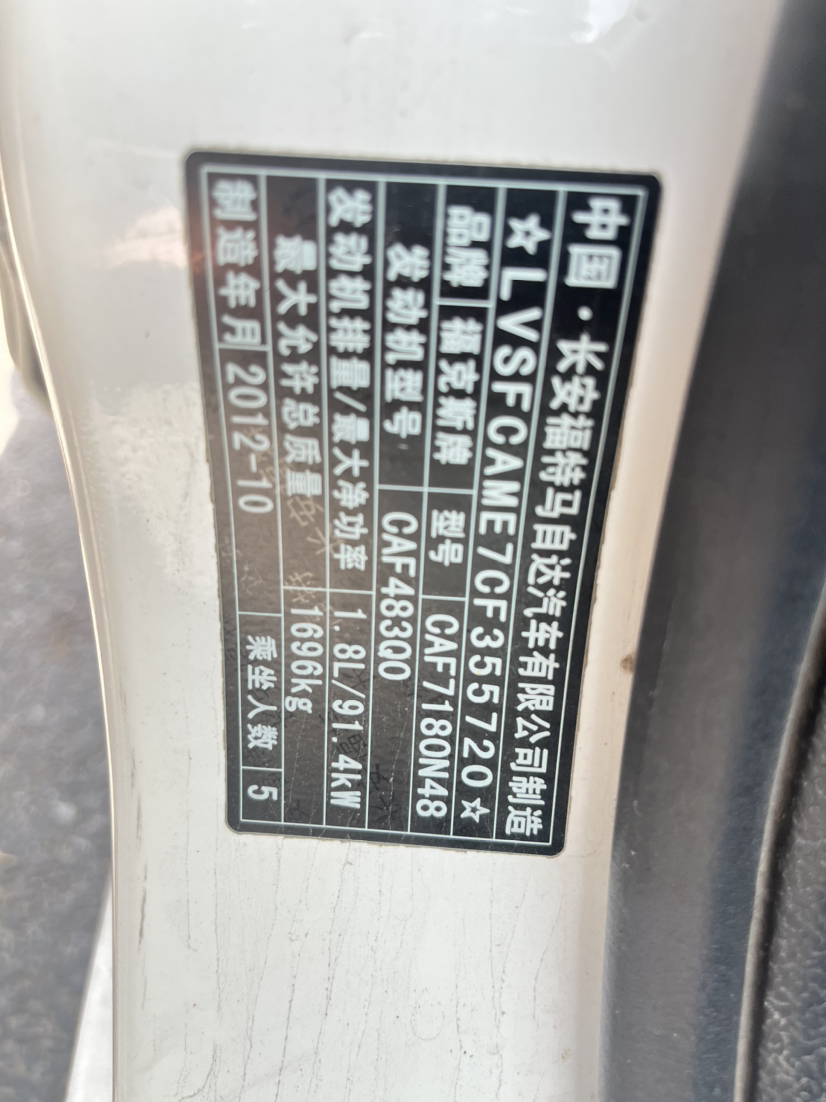 中国·长安福特马自达汽车有限公司制造
☆LVSFCAME7CF355720☆
品牌 福克斯牌 型号 CAF7180N48
发动机型号 CAF483Q0
发动机排量/最大净功率 1.8L/91.4kW
最大允许总质量 1696kg
制造年月 2012-10 乘坐人数 5